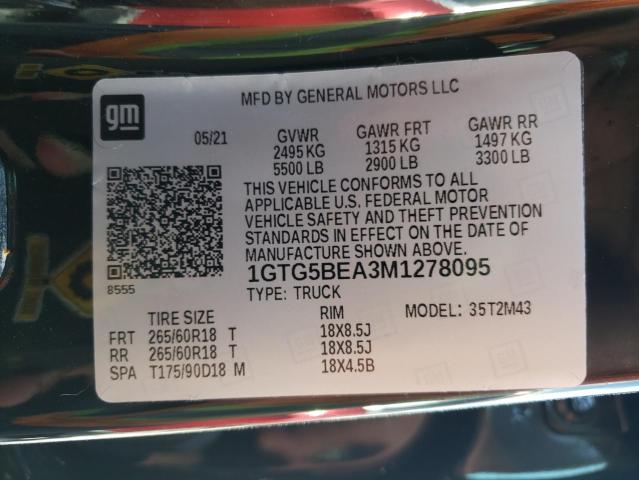 MFD BY GENERAL MOTORS LLC
gm
05/21 GVWR GAWR FRT GAWR RR
2495 KG 1315 KG 1497 KG
5500 LB 2900 LB 3300 LB
THIS VEHICLE CONFORMS TO ALL
APPLICABLE U.S. FEDERAL MOTOR
VEHICLE SAFETY AND THEFT PREVENTION
STANDARDS IN EFFECT ON THE DATE OF
MANUFACTURE SHOWN ABOVE.
8555
1GTG5BEA3M1278095
TYPE: TRUCK MODEL: 35T2M43
TIRE SIZE RIM
FRT 265/60R18 T 18X8.5J
RR 265/60R18 T 18X8.5J
SPA T175/90D18 M 18X4.5B